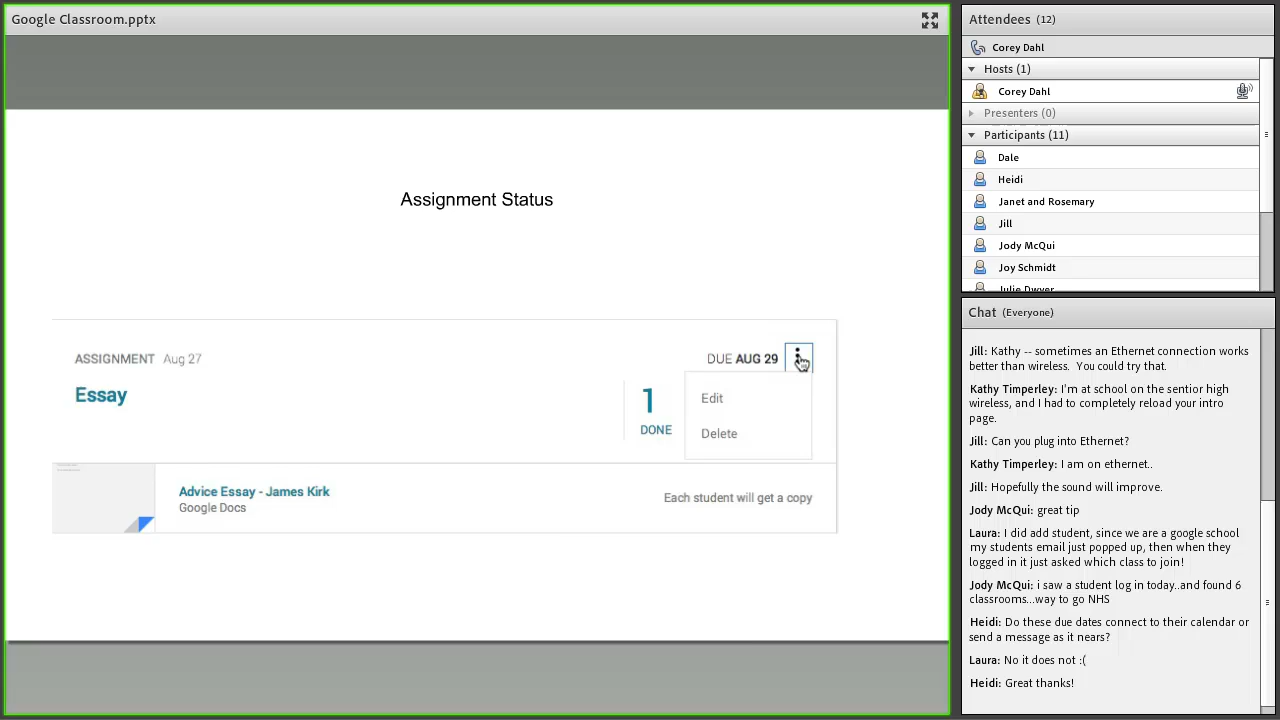 Google Classroom.pptx
Assignment Status
ASSIGNMENT Aug 27
DUE AUG 29
Essay
1
DONE
Edit
Delete
Advice Essay - James Kirk
Google Docs
Each student will get a copy
Attendees (12)
Corey Dahl
Hosts (1)
Corey Dahl
Presenters (0)
Participants (11)
Dale
Heidi
Janet and Rosemary
Jill
Jody McQui
Joy Schmidt
Julie Dwyer
Chat (Everyone)
Jill: Kathy -- sometimes an Ethernet connection works
better than wireless. You could try that.
Kathy Timperley: I'm at school on the sentior high
wireless, and I had to completely reload your intro
page.
Jill: Can you plug into Ethernet?
Kathy Timperley: I am on ethernet..
Jill: Hopefully the sound will improve.
Jody McQui: great tip
Laura: I did add student, since we are a google school
my students email just popped up, then when they
logged in it just asked which class to join!
Jody McQui: i saw a student log in today..and found 6
classrooms...way to go NHS
Heidi: Do these due dates connect to their calendar or
send a message as it nears?
Laura: No it does not :(
Heidi: Great thanks!